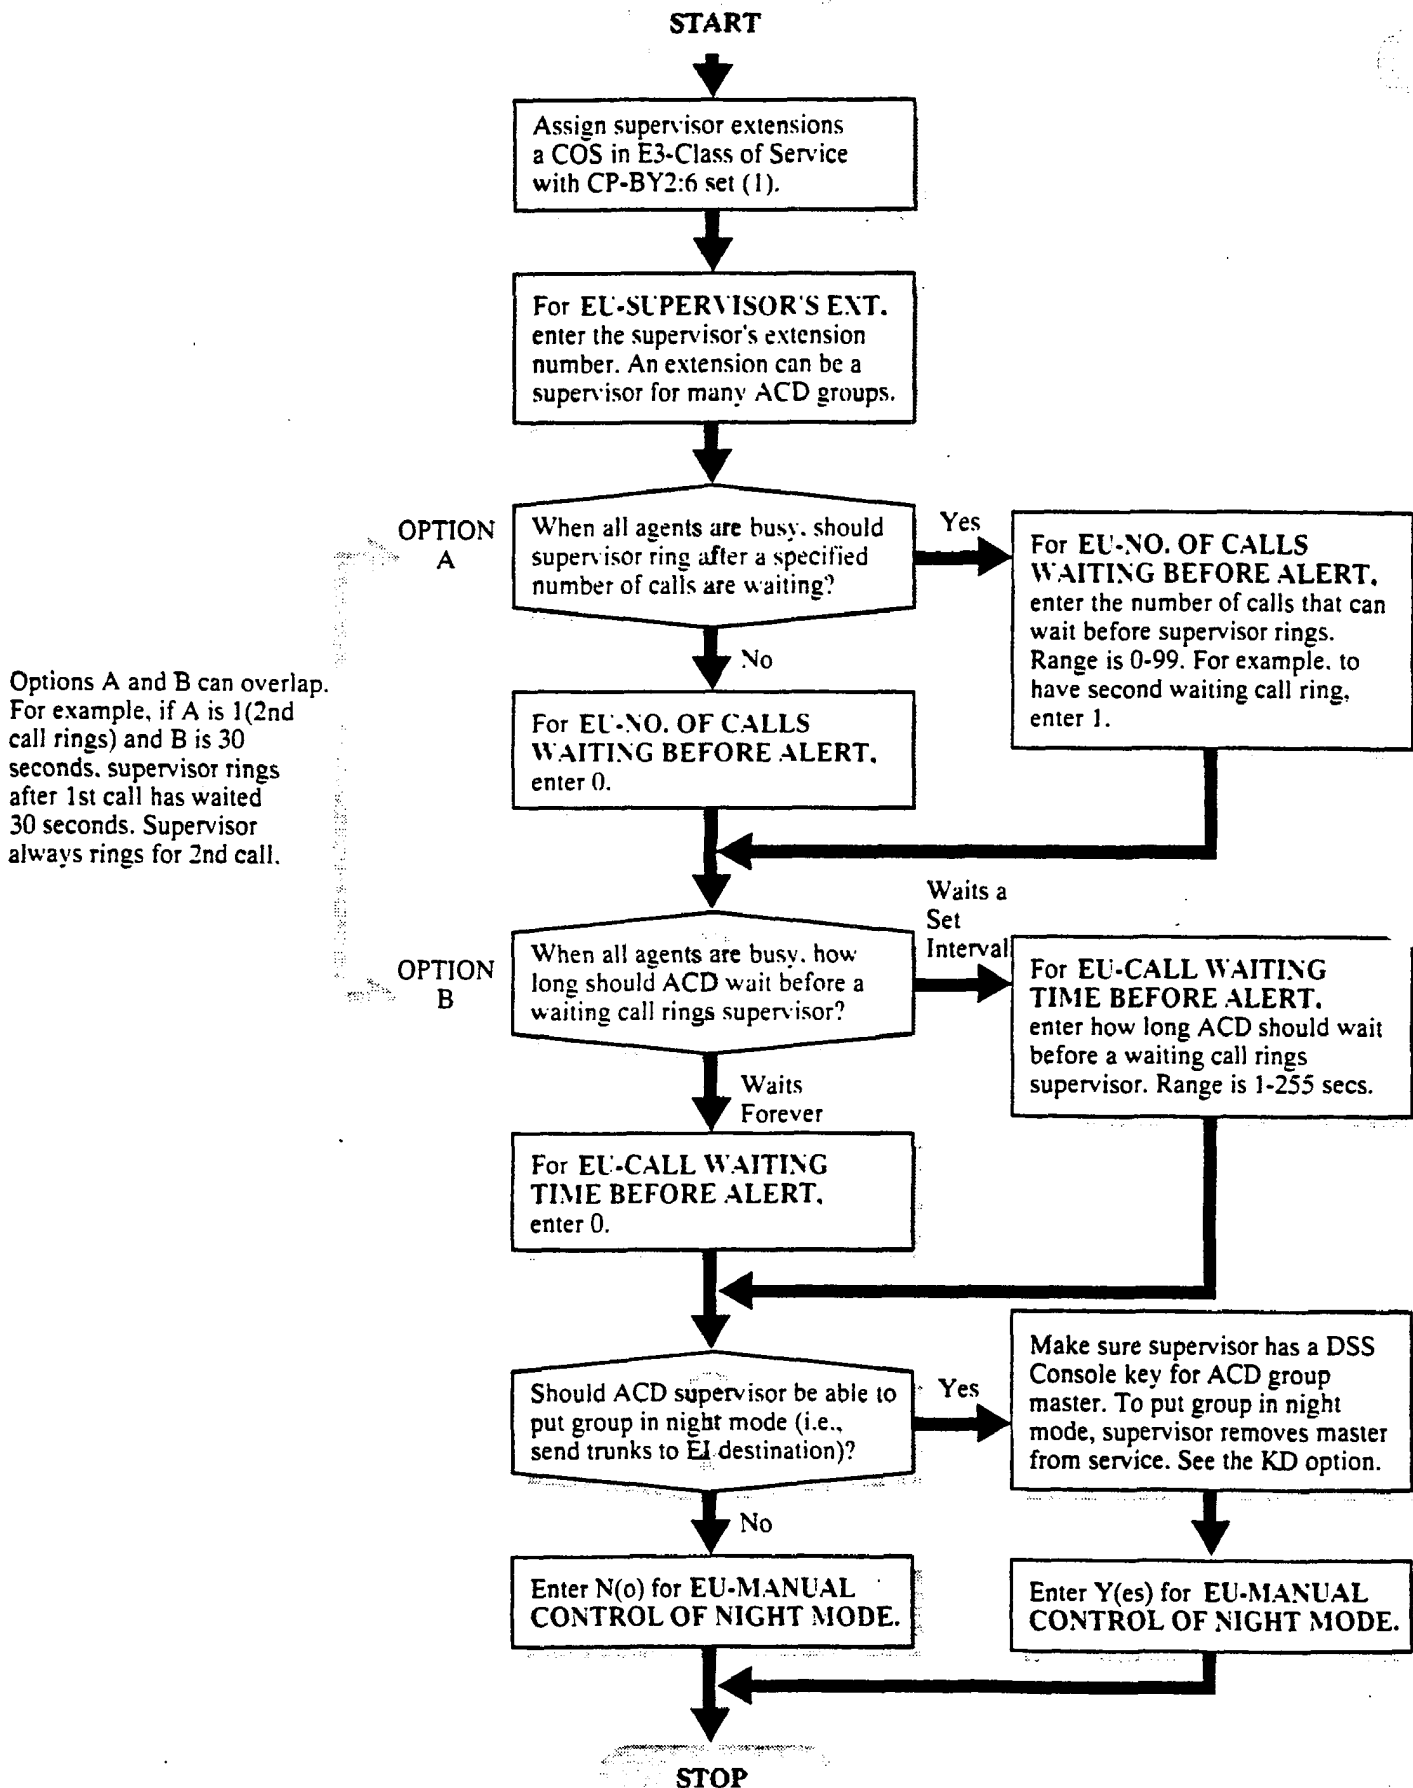 START
Assign supervisor extensions
a COS in E3-Class of Service
with CP-BY2:6 set (1).
For EU-SUPERVISOR'S EXT.
enter the supervisor's extension
number. An extension can be a
supervisor for many ACD groups.
OPTION
A
When all agents are busy, should
supervisor ring after a specified
number of calls are waiting?
Yes
For EU-NO. OF CALLS
WAITING BEFORE ALERT,
enter the number of calls that can
wait before supervisor rings.
Range is 0-99. For example, to
have second waiting call ring,
enter 1.
No
Options A and B can overlap.
For example, if A is 1(2nd
call rings) and B is 30
seconds, supervisor rings
after 1st call has waited
30 seconds. Supervisor
always rings for 2nd call.
For EU-NO. OF CALLS
WAITING BEFORE ALERT,
enter 0.
OPTION
B
When all agents are busy, how
long should ACD wait before a
waiting call rings supervisor?
Waits a
Set
Interval
For EU-CALL WAITING
TIME BEFORE ALERT,
enter how long ACD should wait
before a waiting call rings
supervisor. Range is 1-255 secs.
Waits
Forever
For EU-CALL WAITING
TIME BEFORE ALERT,
enter 0.
Should ACD supervisor be able to
put group in night mode (i.e.,
send trunks to EI destination)?
Yes
Make sure supervisor has a DSS
Console key for ACD group
master. To put group in night
mode, supervisor removes master
from service. See the KD option.
No
Enter N(o) for EU-MANUAL
CONTROL OF NIGHT MODE.
Enter Y(es) for EU-MANUAL
CONTROL OF NIGHT MODE.
STOP